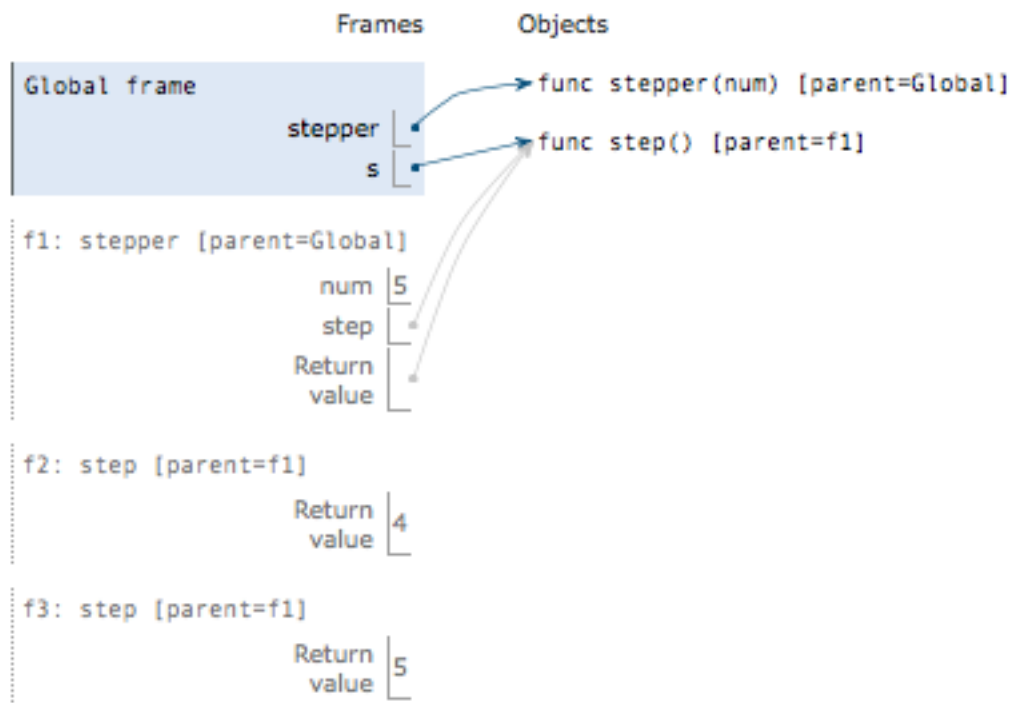 Frames Objects
Global frame
func stepper(num) [parent=Global]
stepper
func step() [parent=f1]
s
f1: stepper [parent=Global]
num 5
step
Return
value
f2: step [parent=f1]
Return
value 4
f3: step [parent=f1]
Return
value 5